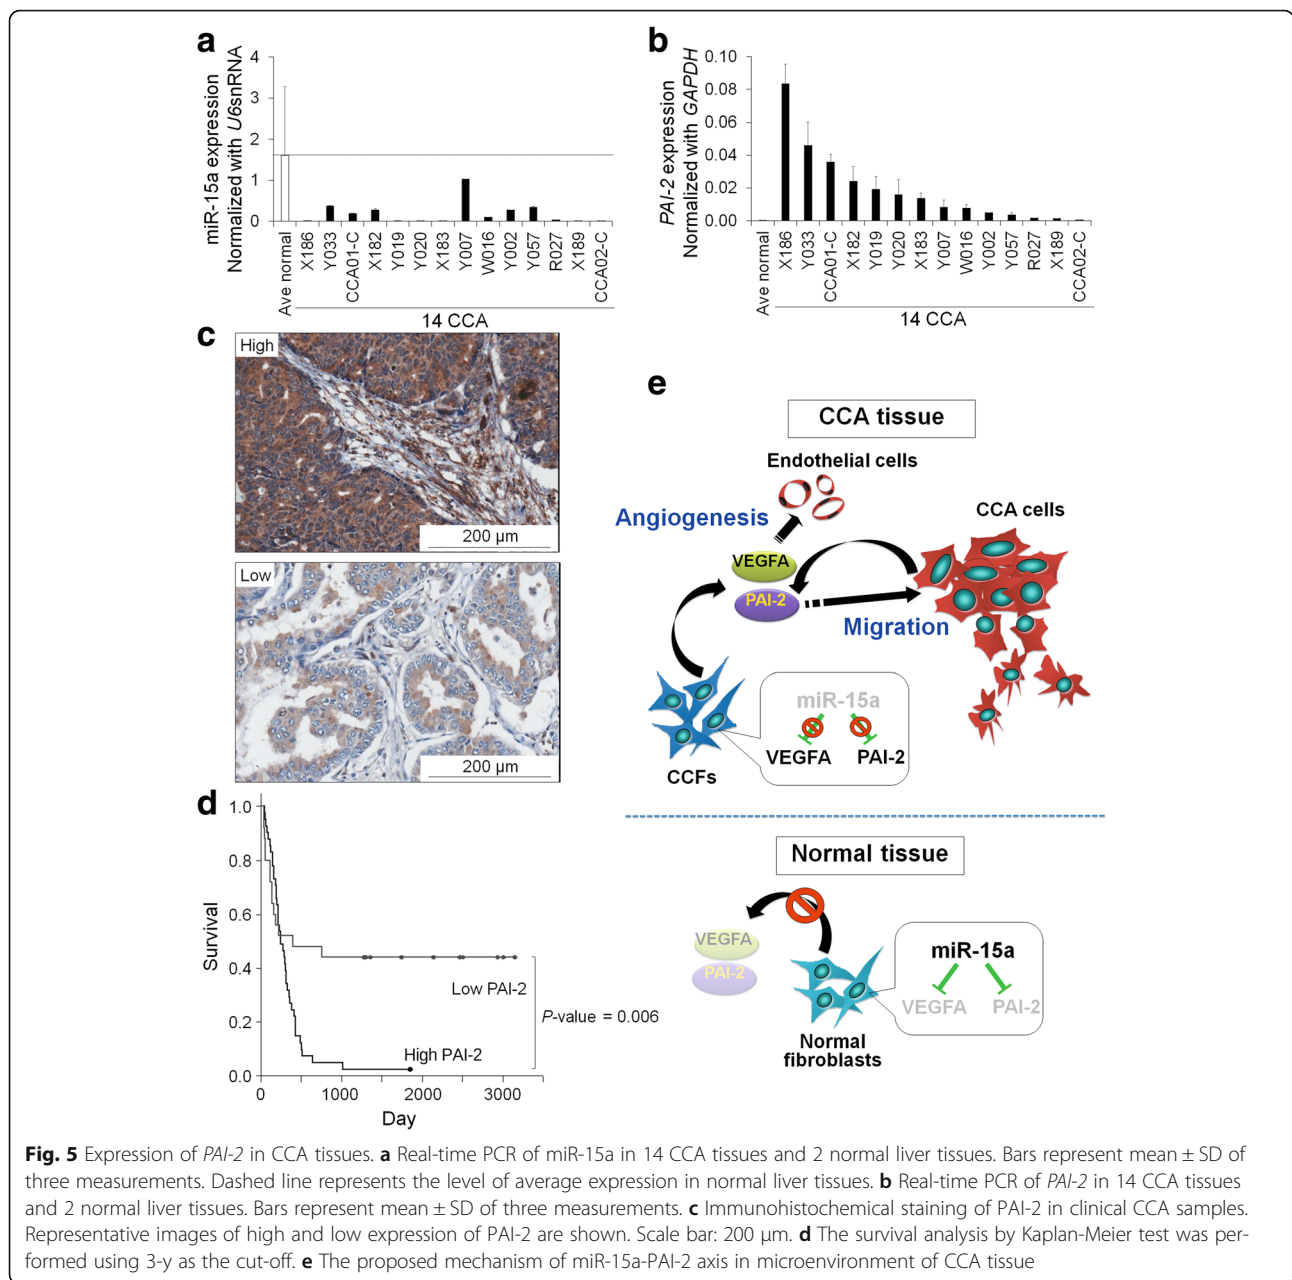 a
miR-15a expression
Normalized with U6snRNA
4
3
2
1
0
Ave normal
X186
Y033
CCA01-C
X182
Y019
Y020
X183
Y007
W016
Y002
Y057
R027
X189
CCA02-C
14 CCA
b
PAI-2 expression
Normalized with GAPDH
0.10
0.08
0.06
0.04
0.02
0.00
Ave normal
X186
Y033
CCA01-C
X182
Y019
Y020
X183
Y007
W016
Y002
Y057
R027
X189
CCA02-C
14 CCA
c
High
200 µm
Low
200 µm
d
Survival
1.0
0.8
0.6
0.4
0.2
0.0
0
1000
2000
3000
Day
Low PAI-2
High PAI-2
P-value = 0.006
e
CCA tissue
Endothelial cells
Angiogenesis
CCA cells
VEGFA
PAI-2
Migration
miR-15a
VEGFA PAI-2
CCFs
Normal tissue
VEGFA
PAI-2
miR-15a
VEGFA PAI-2
Normal
fibroblasts
Fig. 5 Expression of PAI-2 in CCA tissues. a Real-time PCR of miR-15a in 14 CCA tissues and 2 normal liver tissues. Bars represent mean ± SD of
three measurements. Dashed line represents the level of average expression in normal liver tissues. b Real-time PCR of PAI-2 in 14 CCA tissues
and 2 normal liver tissues. Bars represent mean ± SD of three measurements. c Immunohistochemical staining of PAI-2 in clinical CCA samples.
Representative images of high and low expression of PAI-2 are shown. Scale bar: 200 µm. d The survival analysis by Kaplan-Meier test was per-
formed using 3-y as the cut-off. e The proposed mechanism of miR-15a-PAI-2 axis in microenvironment of CCA tissue